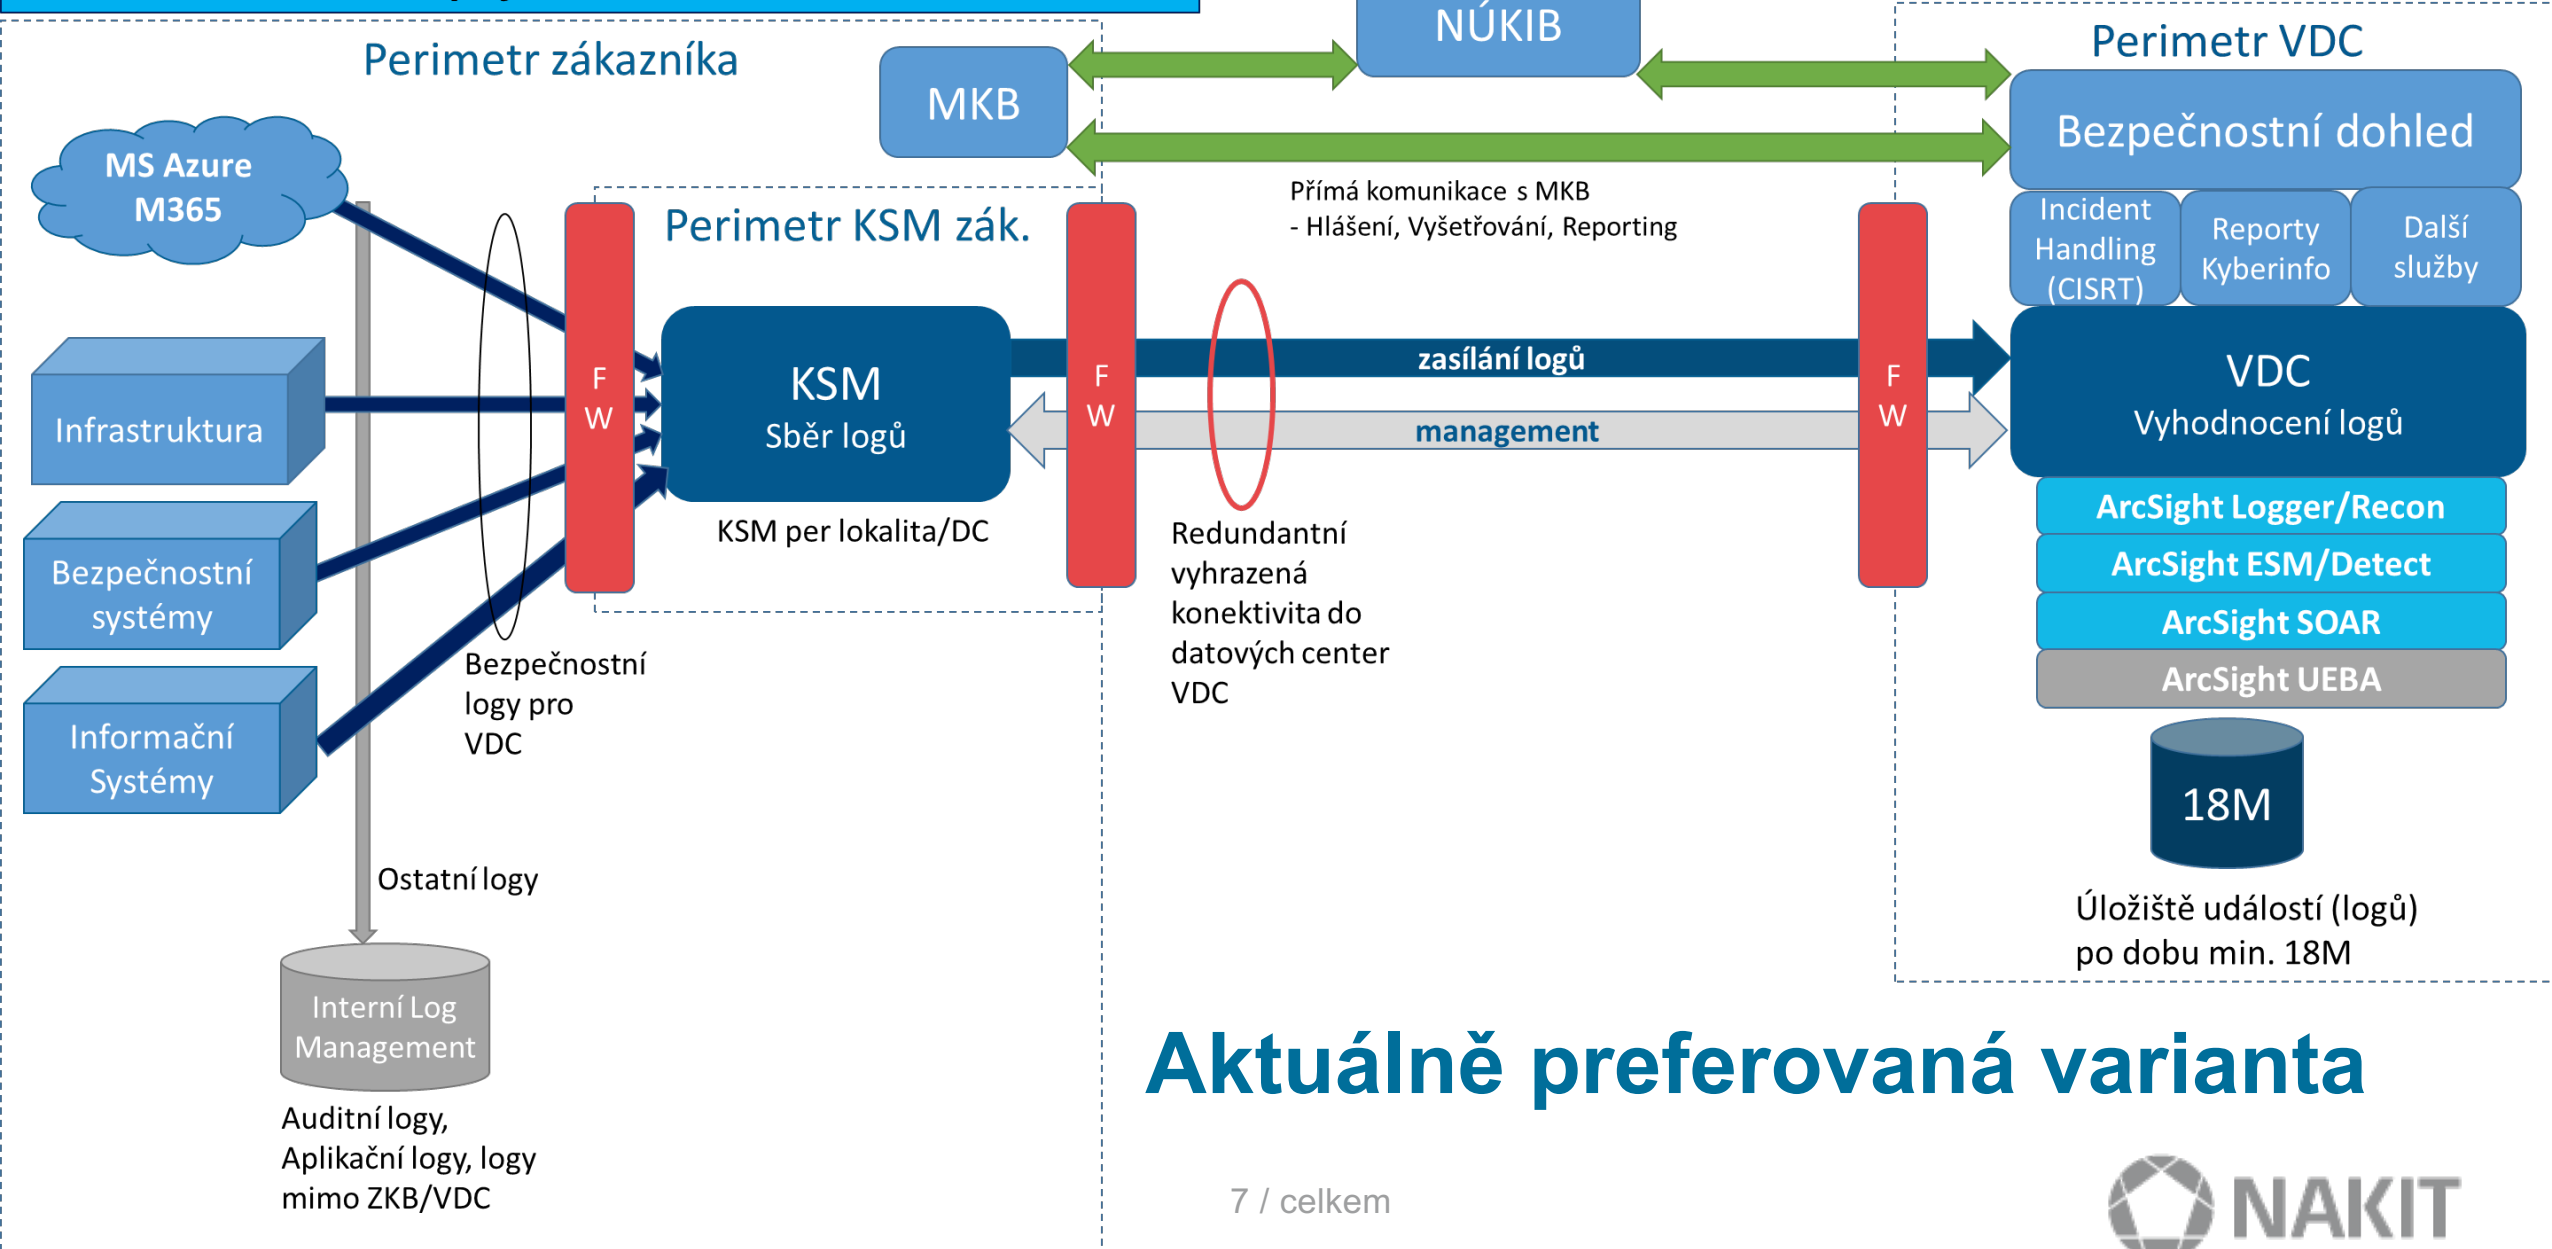 Perimetr zákazníka
NÚKIB
Perimetr VDC
MKB
Bezpečnostní dohled
MS Azure
M365
Přímá komunikace s MKB
- Hlášení, Vyšetřování, Reporting
Incident
Handling
(CISRT)
Reporty
Kyberinfo
Další
služby
Perimetr KSM zák.
F
W
KSM
Sběr logů
KSM per lokalita/DC
F
W
zasílání logů
management
F
W
VDC
Vyhodnocení logů
Infrastruktura
Bezpečnostní
systémy
Informační
Systémy
Bezpečnostní
logy pro
VDC
Redundantní
vyhrazená
konektivita do
datových center
VDC
ArcSight Logger/Recon
ArcSight ESM/Detect
ArcSight SOAR
ArcSight UEBA
18M
Úložiště událostí (logů)
po dobu min. 18M
Ostatní logy
Interní Log
Management
Auditní logy,
Aplikační logy, logy
mimo ZKB/VDC
Aktuálně preferovaná varianta
7 / celkem
NAKIT